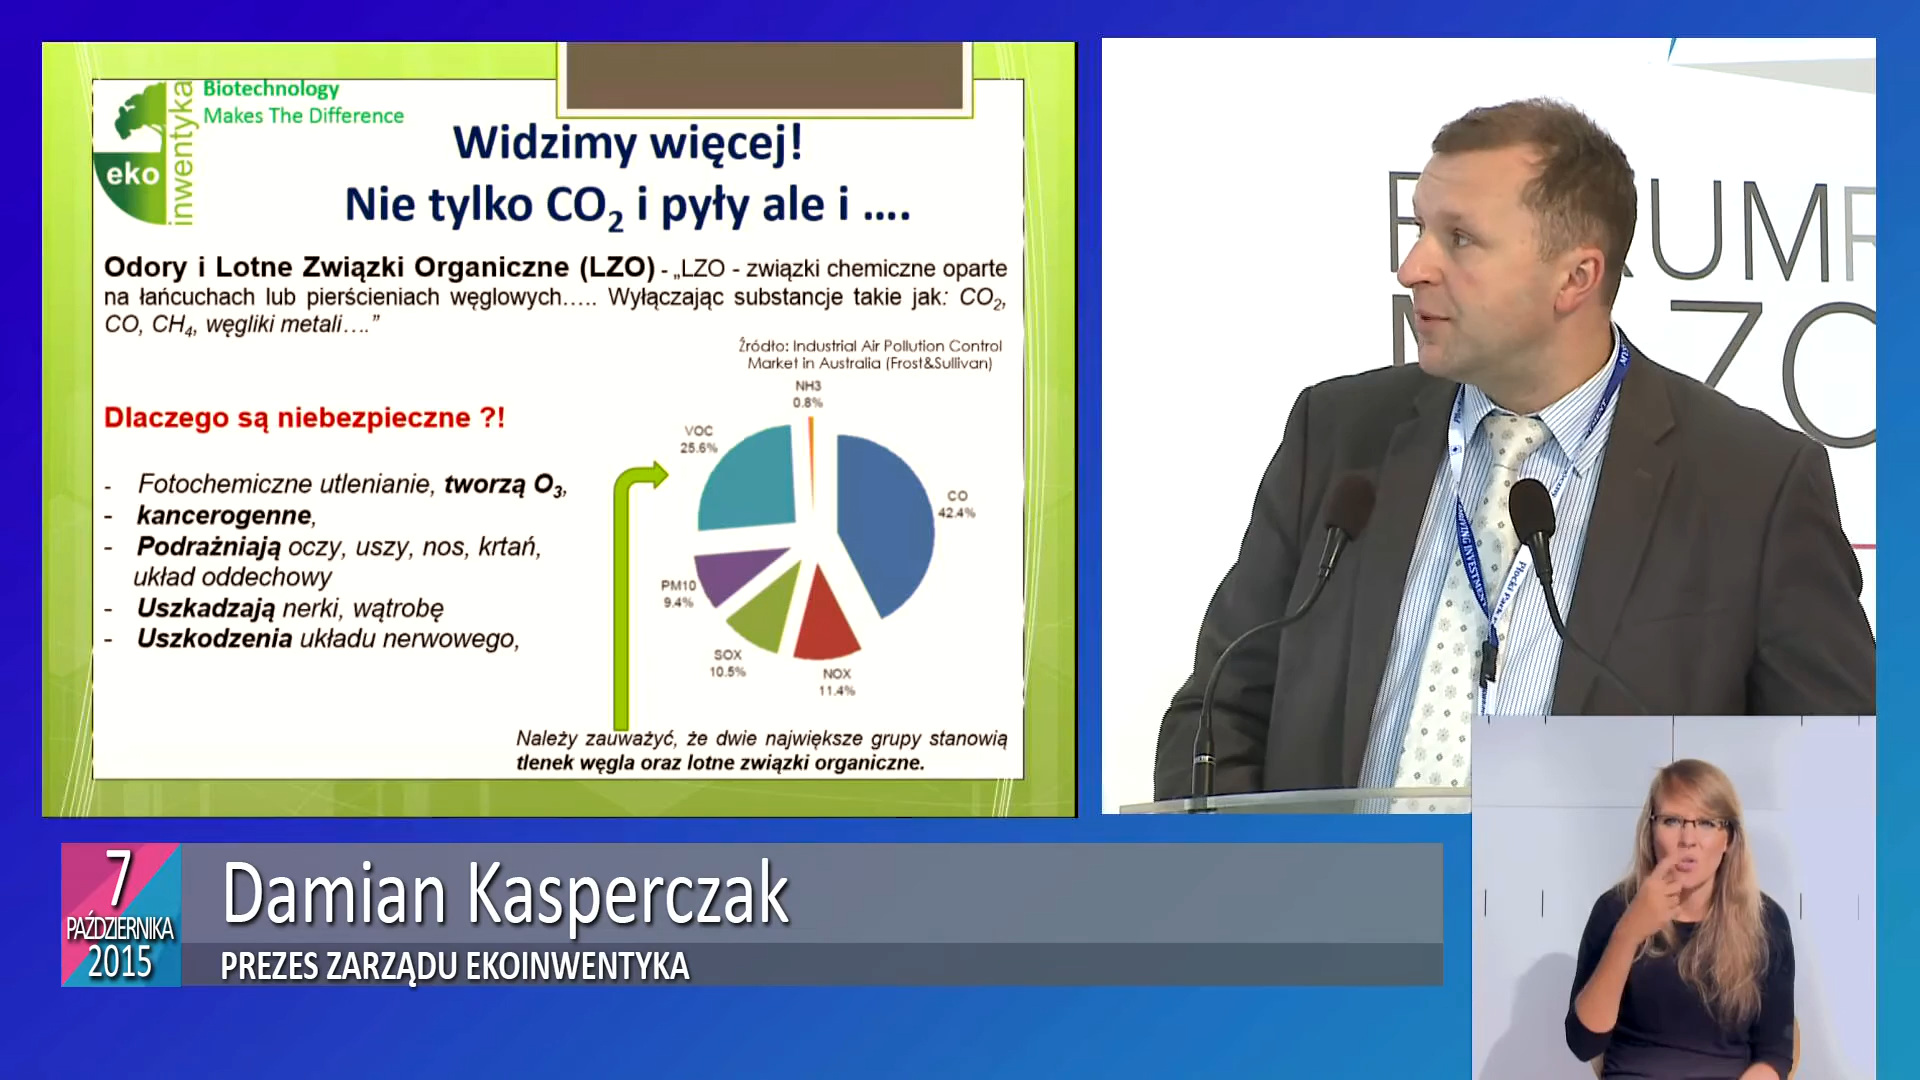 Biotechnology
Makes The Difference
eko
inwentyka
Widzimy więcej!
Nie tylko CO₂ i pyły ale i ....
Odory i Lotne Związki Organiczne (LZO) - „LZO - związki chemiczne oparte
na łańcuchach lub pierścieniach węglowych….. Wyłączając substancje takie jak: CO₂,
CO, CH₄, węgliki metali….”
Źródło: Industrial Air Pollution Control
Market in Australia (Frost&Sullivan)
Dlaczego są niebezpieczne ?!
- Fotochemiczne utlenianie, tworzą O₃,
- kancerogenne,
- Podrażniają oczy, uszy, nos, krtań,
układ oddechowy
- Uszkadzają nerki, wątrobę
- Uszkodzenia układu nerwowego,
NH3
0.8%
VOC
25.6%
CO
42.4%
PM10
9.4%
SOX
10.5%
NOX
11.4%
Należy zauważyć, że dwie największe grupy stanowią
tlenek węgla oraz lotne związki organiczne.
7
PAŹDZIERNIKA
2015
Damian Kasperczak
PREZES ZARZĄDU EKOINWENTYKA